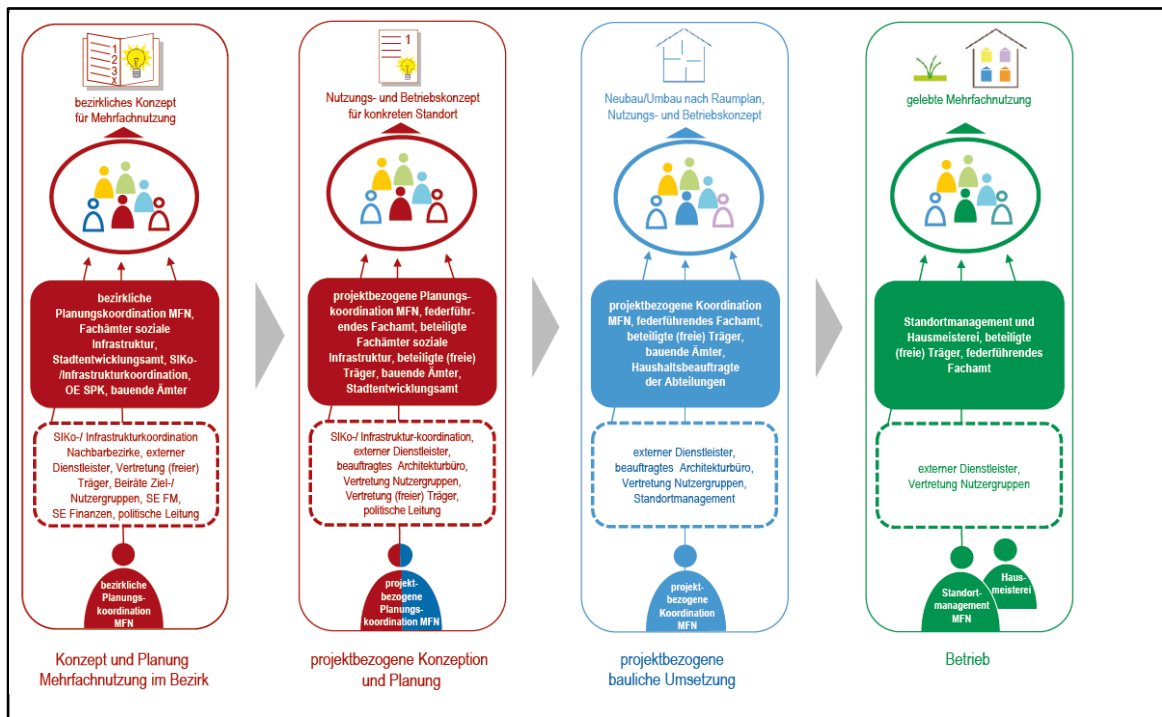 1
2
3
x
bezirkliches Konzept
für Mehrfachnutzung
bezirkliche
Planungskoordination MFN,
Fachämter soziale
Infrastruktur,
Stadtentwicklungsamt, SIKo-
/Infrastrukturkoordination,
OE SPK, bauende Ämter
SIKo-/ Infrastrukturkoordination
Nachbarbezirke, externer
Dienstleister, Vertretung (freier)
Träger, Beiräte Ziel-/
Nutzergruppen, SE FM,
SE Finanzen, politische Leitung
bezirkliche
Planungs-
koordination
MFN
Konzept und Planung
Mehrfachnutzung im Bezirk
1
Nutzungs- und Betriebskonzept
für konkreten Standort
projektbezogene Planungs-
koordination MFN, federfüh-
rendes Fachamt, beteiligte
Fachämter soziale
Infrastruktur, beteiligte (freie)
Träger, bauende Ämter,
Stadtentwicklungsamt
SIKo-/ Infrastruktur-koordination,
externer Dienstleister,
beauftragtes Architekturbüro,
Vertretung Nutzergruppen,
Vertretung (freier) Träger,
politische Leitung
projekt-
bezogene
Planungs-
koordination MFN
projektbezogene Konzeption
und Planung
Neubau/Umbau nach Raumplan,
Nutzungs- und Betriebskonzept
projektbezogene Koordination
MFN, federführendes Fachamt,
beteiligte (freie) Träger,
bauende Ämter,
Haushaltsbeauftragte
der Abteilungen
externer Dienstleister,
beauftragtes Architekturbüro,
Vertretung Nutzergruppen,
Standortmanagement
projekt-
bezogene
Koordination
MFN
projektbezogene
bauliche Umsetzung
gelebte Mehrfachnutzung
Standortmanagement und
Hausmeisterei, beteiligte
(freie) Träger, federführendes
Fachamt
externer Dienstleister,
Vertretung Nutzergruppen
Standort-
management
MFN
Haus-
meisterei
Betrieb